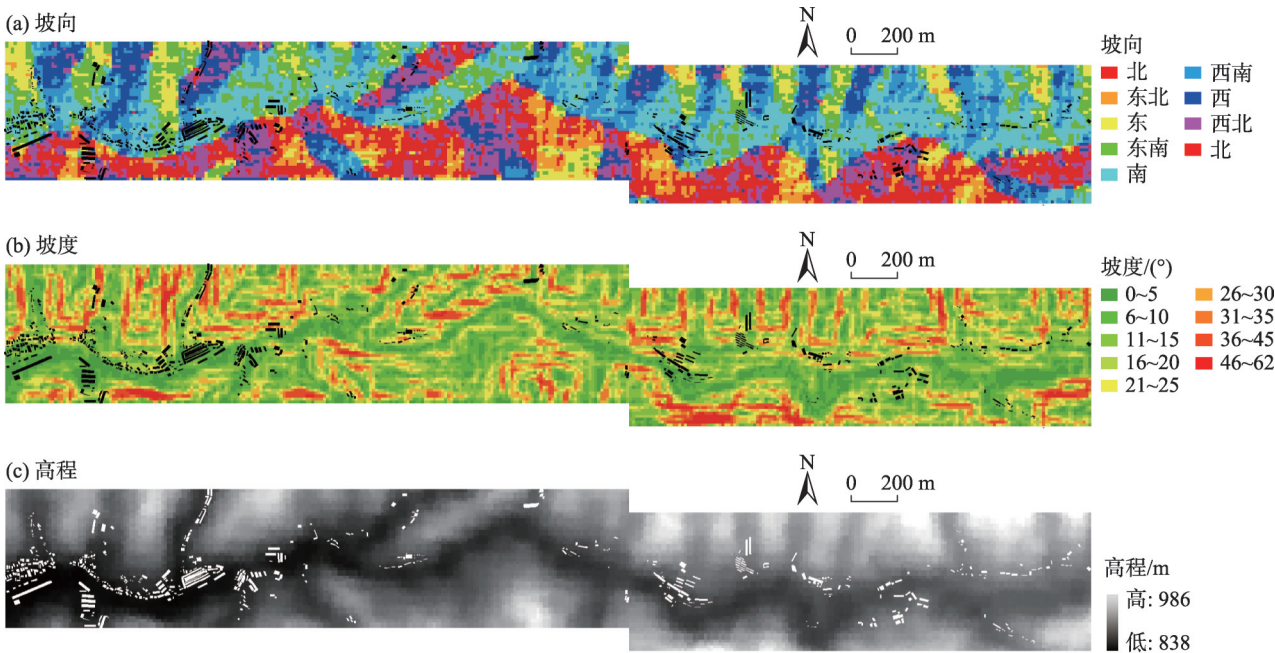 (a) 坡向
N
0 200 m
坡向
北 西南
东北 西
东 西北
东南 北
南
(b) 坡度
N
0 200 m
坡度/(°)
0~5 26~30
6~10 31~35
11~15 36~45
16~20 46~62
21~25
(c) 高程
N
0 200 m
高程/m
高: 986
低: 838